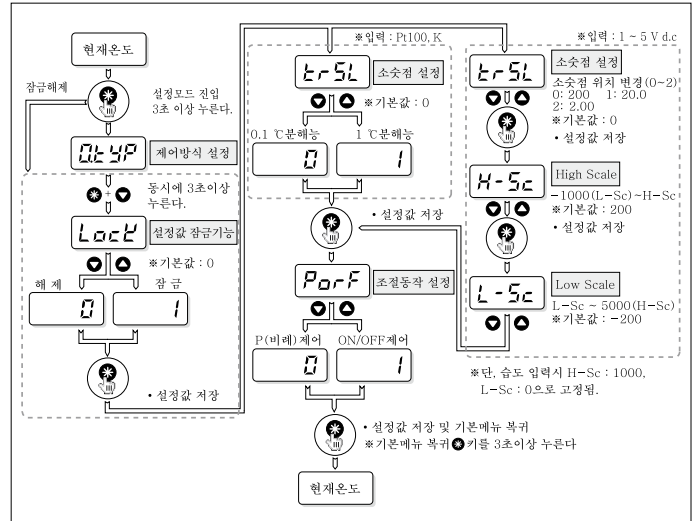 현재온도
잠금해제
설정모드 진입
3초 이상 누른다.
0.tYP
제어방식 설정
+
동시에 3초이상
누른다.
LocK
설정값 잠금기능
※기본값 : 0
해 제
잠 금
0
1
• 설정값 저장
※입력 : Pt100, K
trSL
소숫점 설정
※기본값 : 0
0.1 ℃분해능
1 ℃분해능
0
1
• 설정값 저장
PorF
조절동작 설정
P(비례)제어
ON/OFF제어
0
1
• 설정값 저장 및 기본메뉴 복귀
※기본메뉴 복귀 키를 3초이상 누른다
현재온도
※입력 : 1 ~ 5 V d.c
trSL
소숫점 설정
소숫점 위치 변경(0~2)
0: 200 1: 20.0
2: 2.00
※기본값 : 0
• 설정값 저장
H-Sc
High Scale
-1000(L-Sc)~H-Sc
※기본값 : 200
• 설정값 저장
L-Sc
Low Scale
L-Sc ~ 5000(H-Sc)
※기본값 : -200
※단, 습도 입력시 H-Sc : 1000,
L-Sc : 0으로 고정됨.